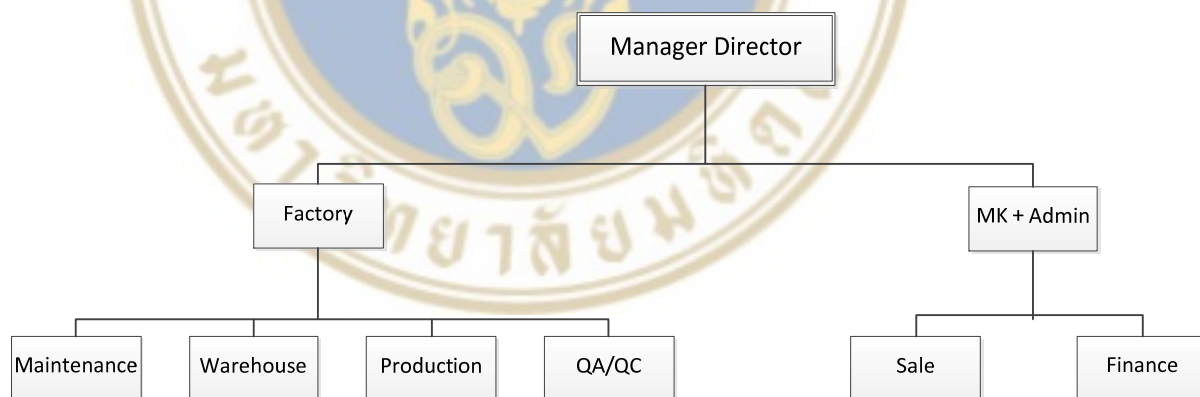 Manager Director
Factory
MK + Admin
Maintenance
Warehouse
Production
QA/QC
Sale
Finance